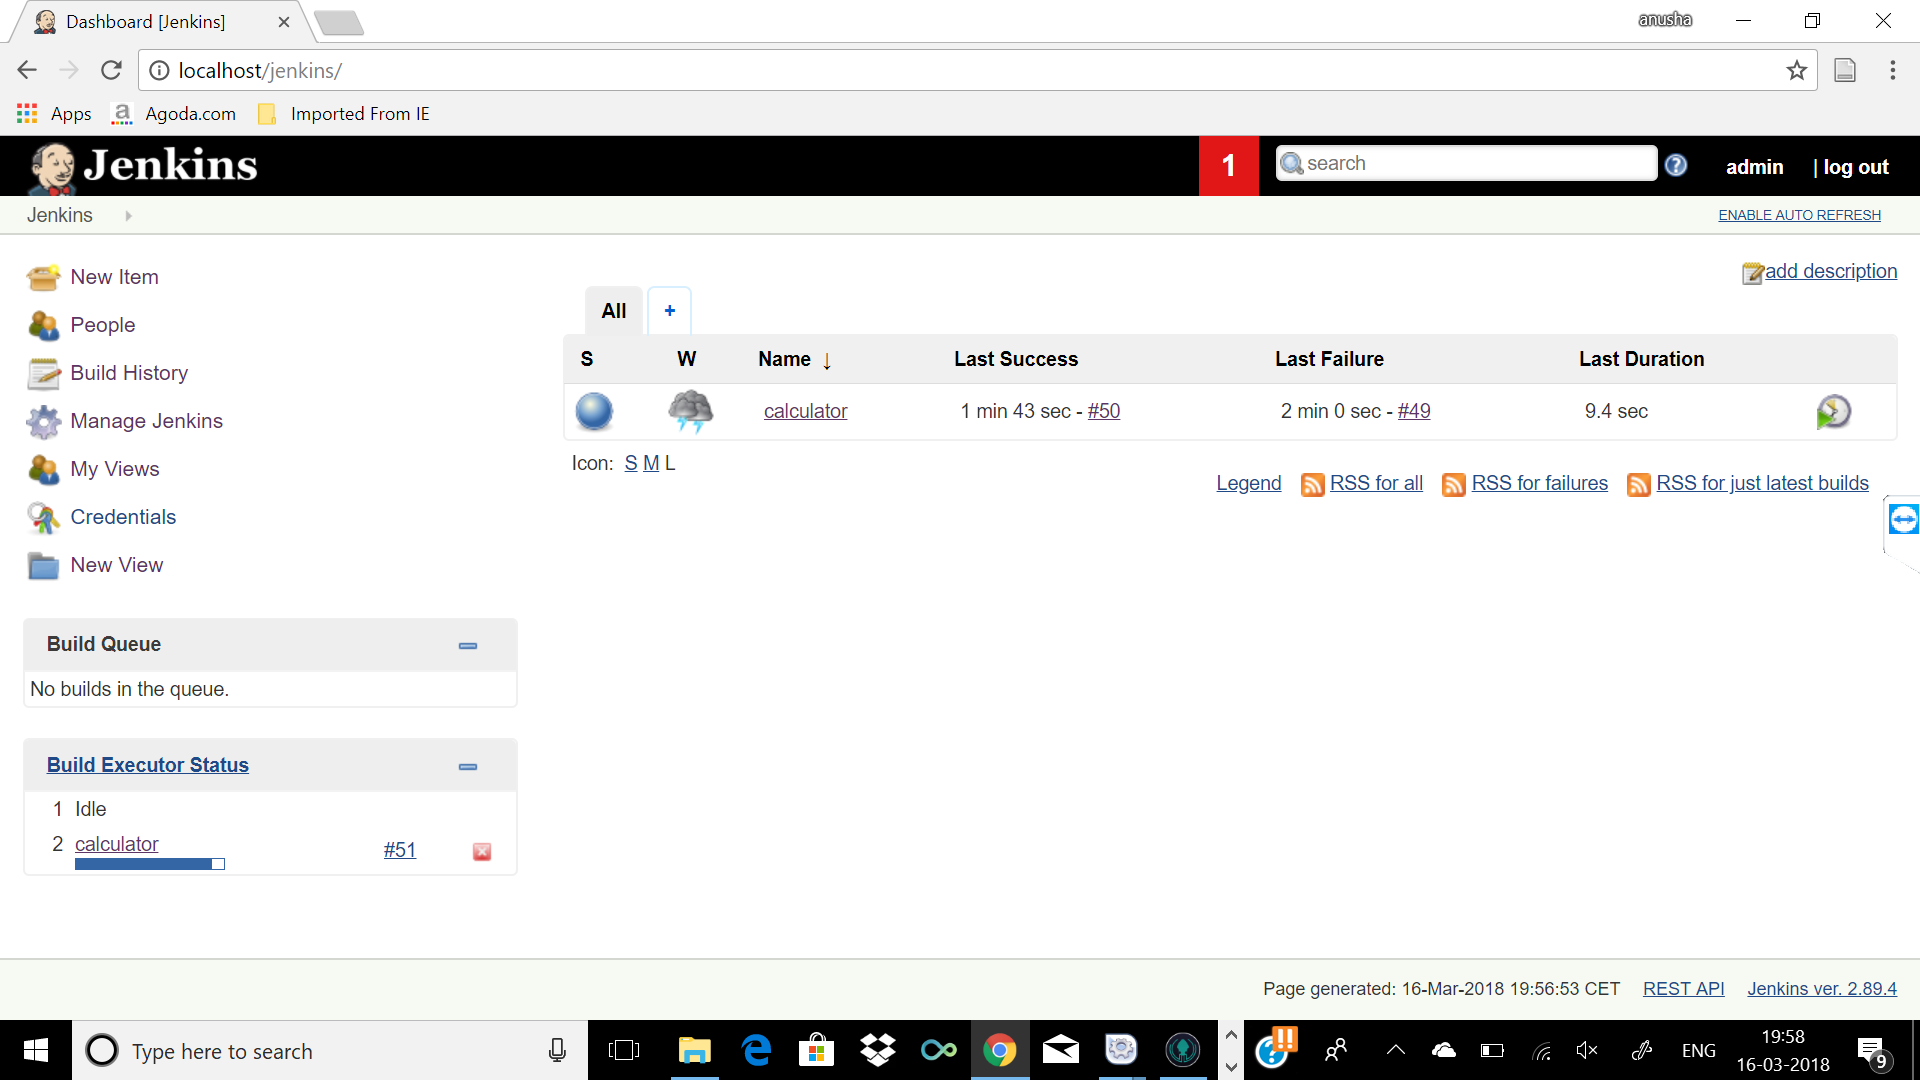 Dashboard [Jenkins]
anusha
localhost/jenkins/
Apps
a Agoda.com
Imported From IE
Jenkins
1
search
admin
| log out
Jenkins
ENABLE AUTO REFRESH
New Item
People
Build History
Manage Jenkins
My Views
Credentials
New View
add description
All
+
S W Name ↓ Last Success Last Failure Last Duration
calculator 1 min 43 sec - #50 2 min 0 sec - #49 9.4 sec
Icon: S M L
Legend RSS for all RSS for failures RSS for just latest builds
Build Queue
No builds in the queue.
Build Executor Status
1 Idle
2 calculator #51
Page generated: 16-Mar-2018 19:56:53 CET REST API Jenkins ver. 2.89.4
Type here to search
ENG
19:58
16-03-2018
9